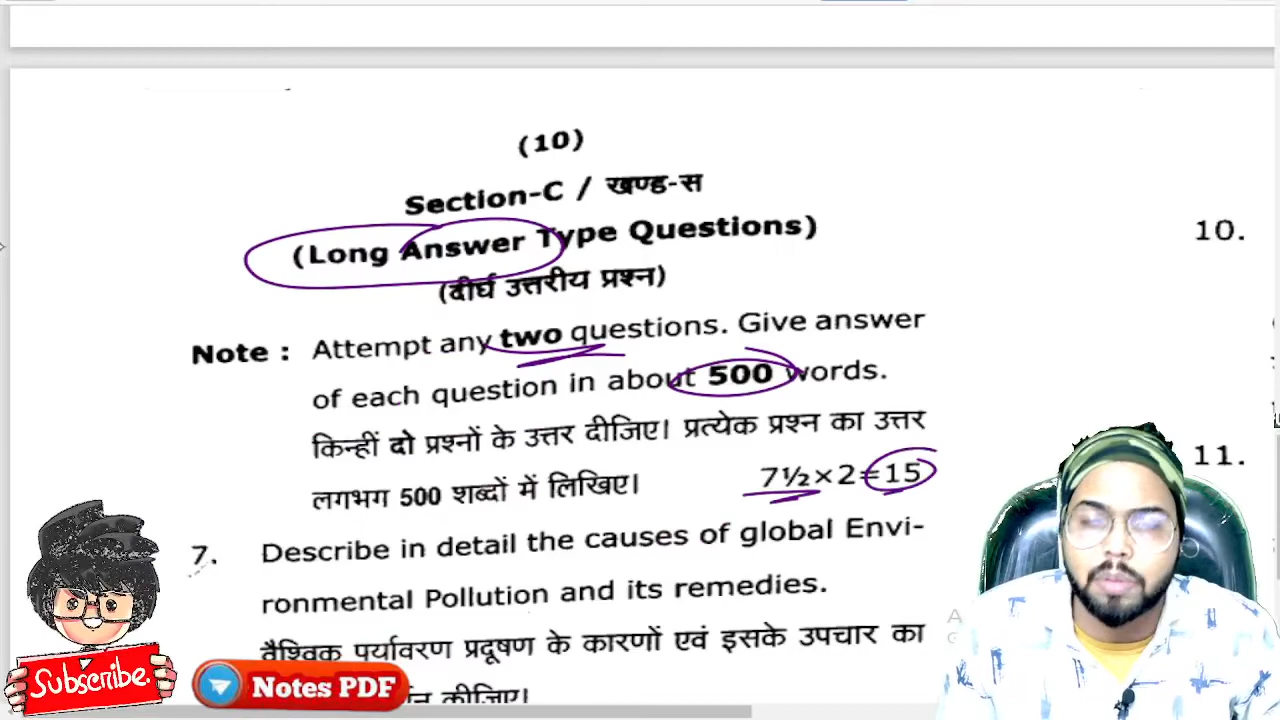 (10)
Section-C / खण्ड-स
(Long Answer Type Questions)
(दीर्घ उत्तरीय प्रश्न)
Note : Attempt any two questions. Give answer
of each question in about 500 words.
किन्हीं दो प्रश्नों के उत्तर दीजिए। प्रत्येक प्रश्न का उत्तर
लगभग 500 शब्दों में लिखिए। 7½×2=15
7. Describe in detail the causes of global Envi-
ronmental Pollution and its remedies.
वैश्विक पर्यावरण प्रदूषण के कारणों एवं इसके उपचार का
कीजिए।
10.
11.
Subscribe.
Notes PDF